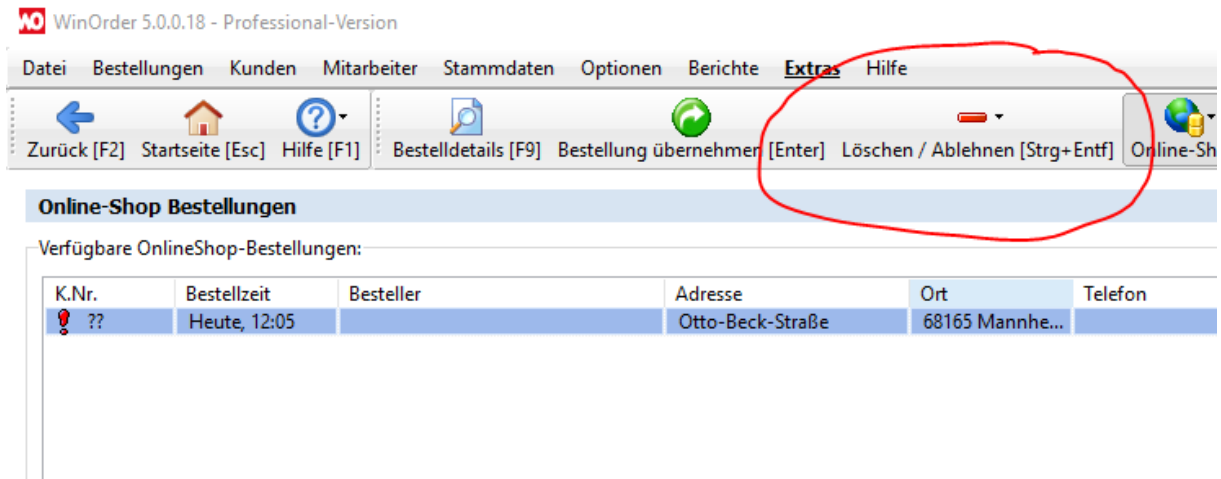 WO WinOrder 5.0.0.18 - Professional-Version
Datei Bestellungen Kunden Mitarbeiter Stammdaten Optionen Berichte Extras Hilfe
Zurück [F2] Startseite [Esc] Hilfe [F1] Bestelldetails [F9] Bestellung übernehmen [Enter] Löschen / Ablehnen [Strg+Entf] Online-Sh
Online-Shop Bestellungen
Verfügbare OnlineShop-Bestellungen:
K.Nr. Bestellzeit Besteller Adresse Ort Telefon
?? Heute, 12:05 Otto-Beck-Straße 68165 Mannhe...